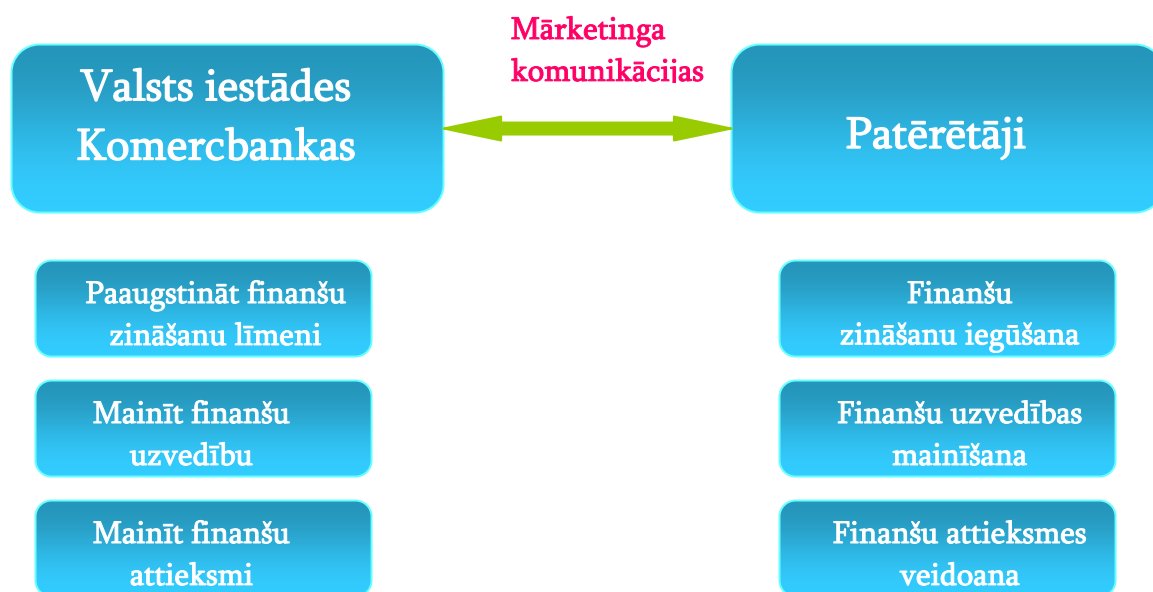 Mārketinga
komunikācijas
Valsts iestādes
Komercbankas
Patērētāji
Paaugstināt finanšu
zināšanu līmeni
Finanšu
zināšanu iegūšana
Mainīt finanšu
uzvedību
Finanšu uzvedības
mainīšana
Mainīt finanšu
attieksmi
Finanšu attieksmes
veidoana